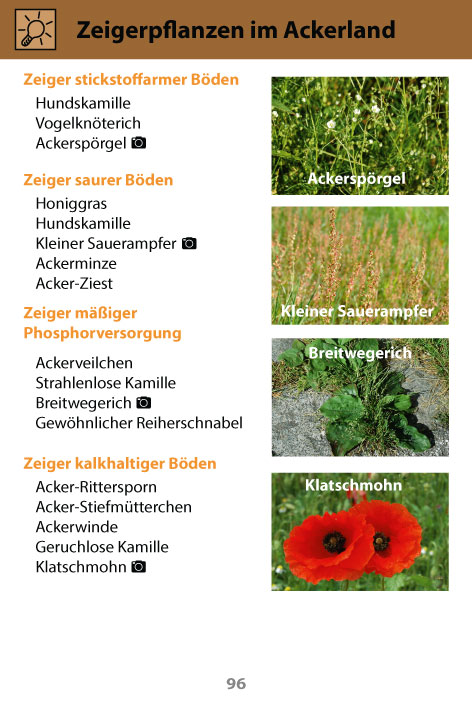 Zeigerpflanzen im Ackerland
Zeiger stickstoffarmer Böden
Hundskamille
Vogelknöterich
Ackerspörgel
Ackerspörgel
Zeiger saurer Böden
Honiggras
Hundskamille
Kleiner Sauerampfer
Ackerminze
Acker-Ziest
Kleiner Sauerampfer
Zeiger mäßiger
Phosphorversorgung
Ackerveilchen
Strahlenlose Kamille
Breitwegerich
Gewöhnlicher Reiherschnabel
Breitwegerich
Zeiger kalkhaltiger Böden
Acker-Rittersporn
Acker-Stiefmütterchen
Ackerwinde
Geruchlose Kamille
Klatschmohn
Klatschmohn
96